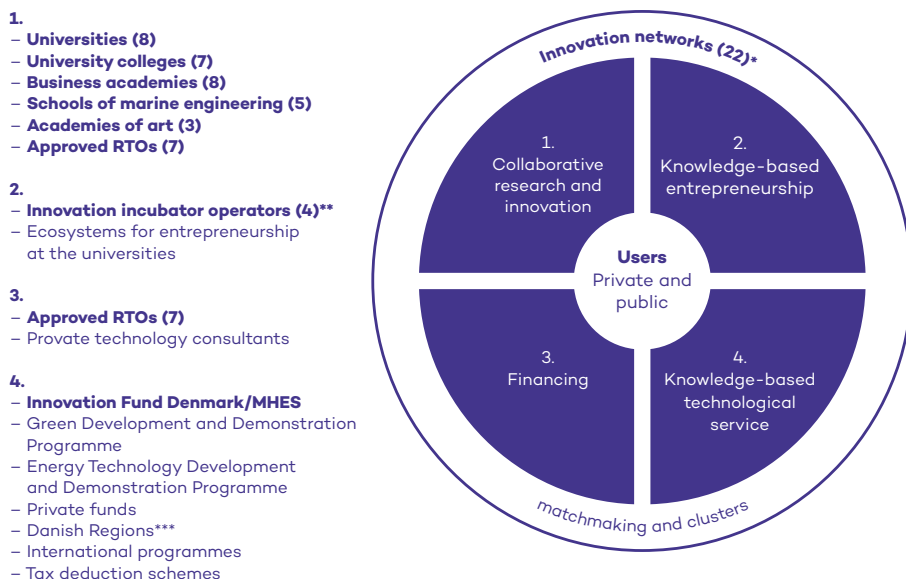 1.
– Universities (8)
– University colleges (7)
– Business academies (8)
– Schools of marine engineering (5)
– Academies of art (3)
– Approved RTOs (7)
2.
– Innovation incubator operators (4)**
– Ecosystems for entrepreneurship
at the universities
3.
– Approved RTOs (7)
– Provate technology consultants
4.
– Innovation Fund Denmark/MHES
– Green Development and Demonstration
Programme
– Energy Technology Development
and Demonstration Programme
– Private funds
– Danish Regions***
– International programmes
– Tax deduction schemes
Innovation networks (22)*
1.
Collaborative
research and
innovation
2.
Knowledge-based
entrepreneurship
Users
Private and
public
3.
Financing
4.
Knowledge-based
technological
service
matchmaking and clusters